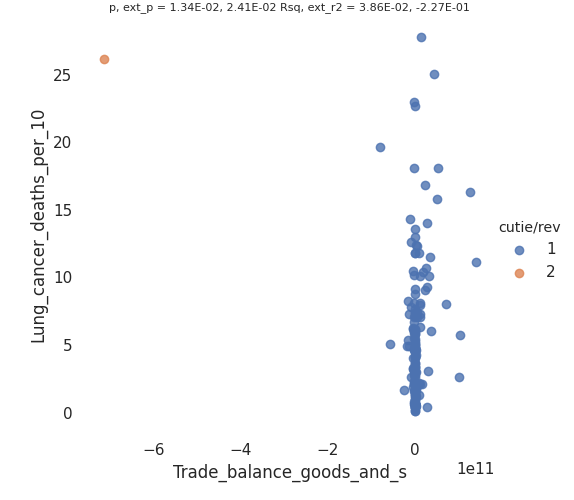 p, ext_p = 1.34E-02, 2.41E-02 Rsq, ext_r2 = 3.86E-02, -2.27E-01
25
20
15
10
5
0
Lung_cancer_deaths_per_10
cutie/rev
1
2
−6
−4
−2
0
1e11
Trade_balance_goods_and_s